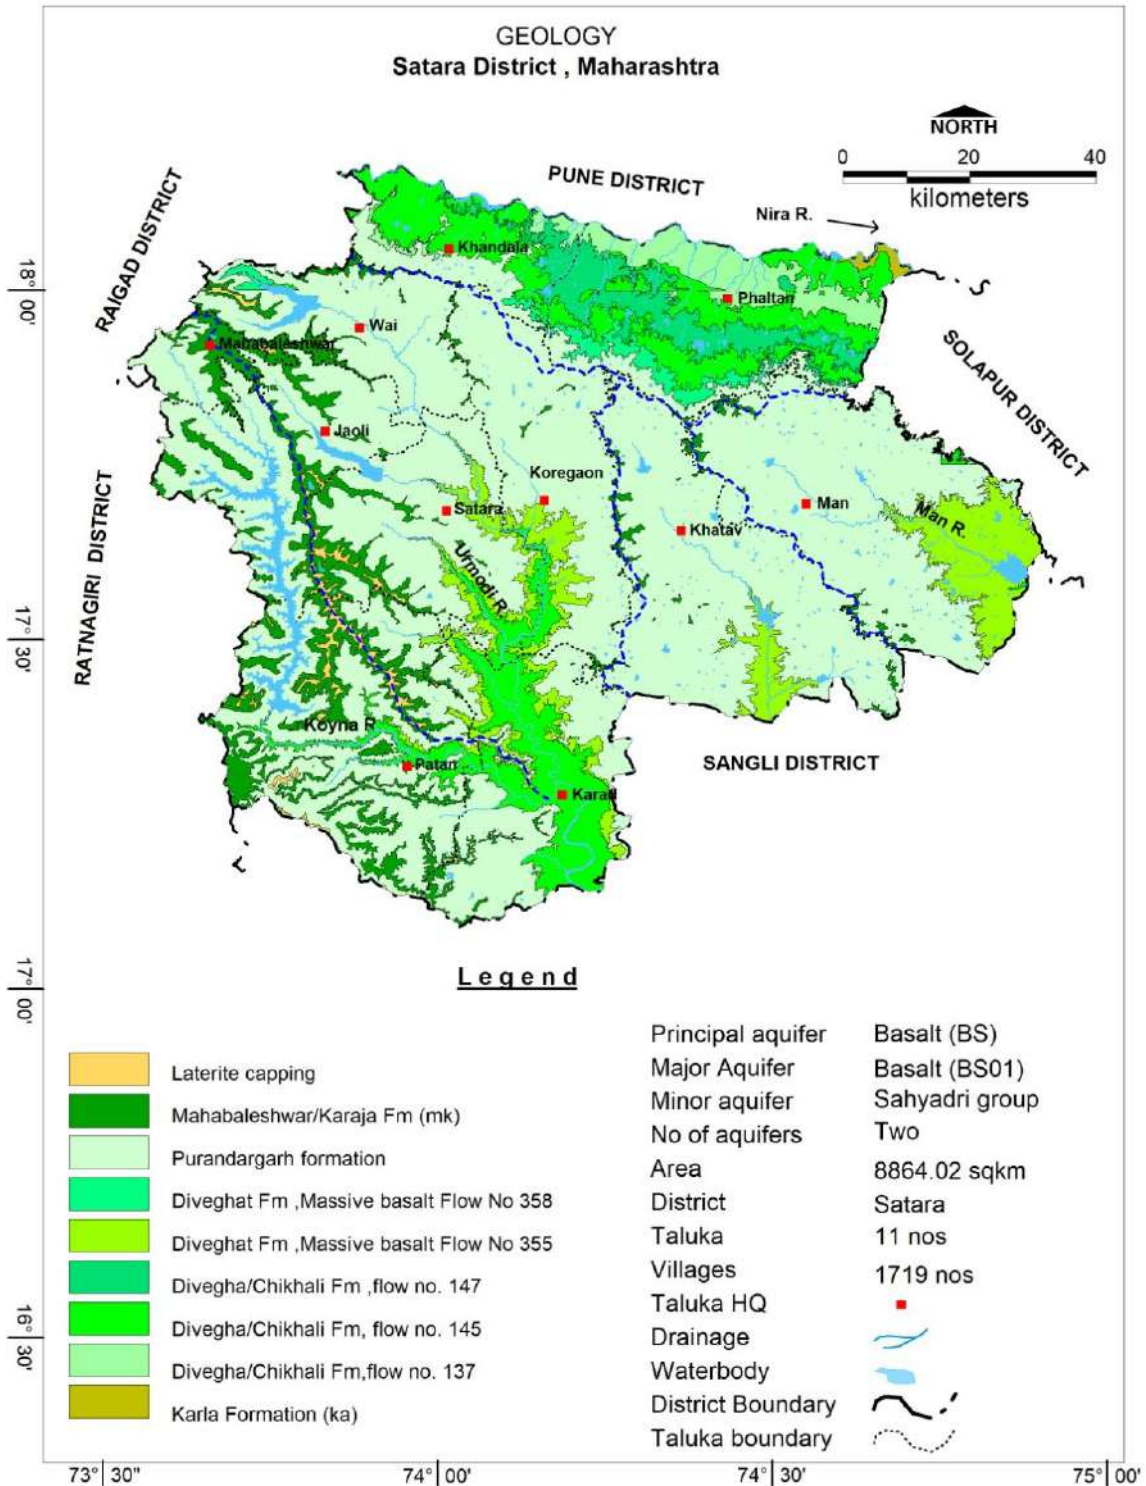 GEOLOGY
Satara District , Maharashtra
NORTH
0 20 40
kilometers
PUNE DISTRICT
RAIGAD DISTRICT
Nira R.
Khandala
18° 00'
Phaltan
Wai
Mahabaleshwar
SOLAPUR DISTRICT
Jaoli
Koregaon
Satara
Man
Man R.
Khatav
RATNAGIRI DISTRICT
Urmodi R.
17° 30'
Koyna R
Patan
SANGLI DISTRICT
Karad
17° 00'
Legend
Laterite capping
Mahabaleshwar/Karaja Fm (mk)
Purandargarh formation
Diveghat Fm ,Massive basalt Flow No 358
Diveghat Fm ,Massive basalt Flow No 355
Divegha/Chikhali Fm ,flow no. 147
Divegha/Chikhali Fm, flow no. 145
Divegha/Chikhali Fm,flow no. 137
Karla Formation (ka)
Principal aquifer Basalt (BS)
Major Aquifer Basalt (BS01)
Minor aquifer Sahyadri group
No of aquifers Two
Area 8864.02 sqkm
District Satara
Taluka 11 nos
Villages 1719 nos
Taluka HQ
Drainage
Waterbody
District Boundary
Taluka boundary
16° 30'
73° 30" 74° 00' 74° 30" 75° 00'